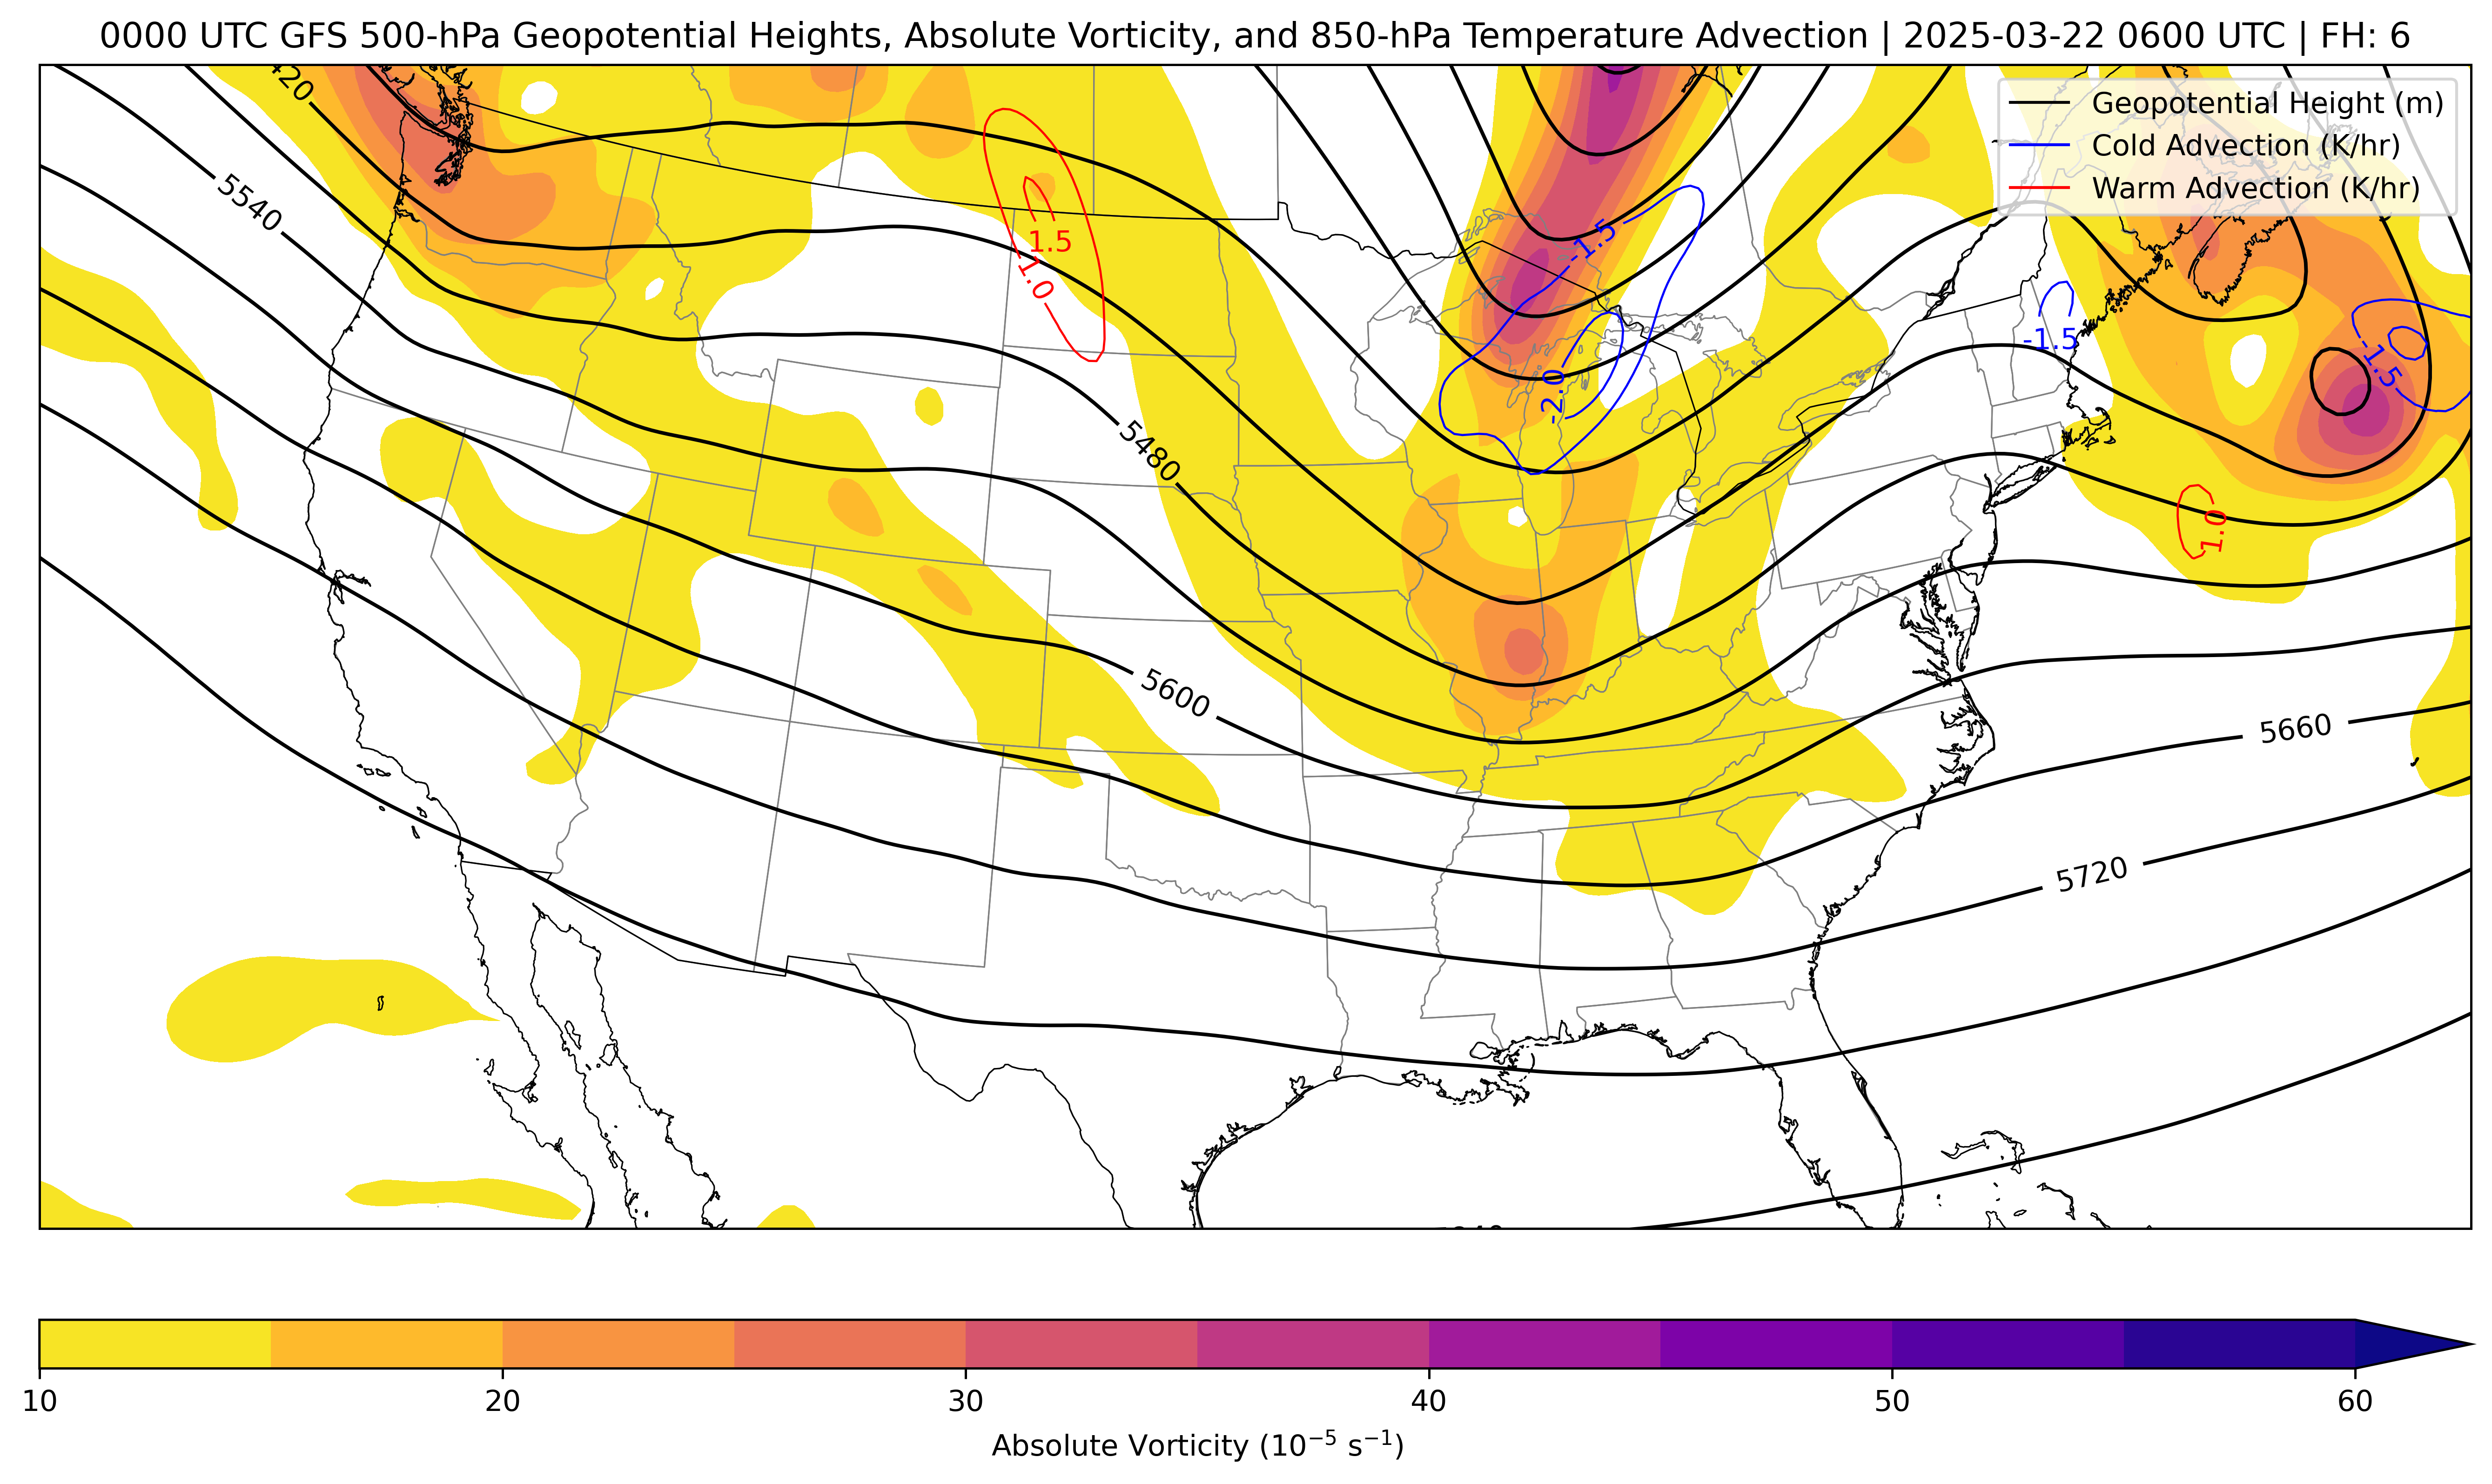 0000 UTC GFS 500-hPa Geopotential Heights, Absolute Vorticity, and 850-hPa Temperature Advection | 2025-03-22 0600 UTC | FH: 6
Geopotential Height (m)
Cold Advection (K/hr)
Warm Advection (K/hr)
420
5540
1.5
1.0
-1.5
-2.0
-1.5
-1.5
5480
1.0
5600
5660
5720
10 20 30 40 50 60
Absolute Vorticity (10⁻⁵ s⁻¹)